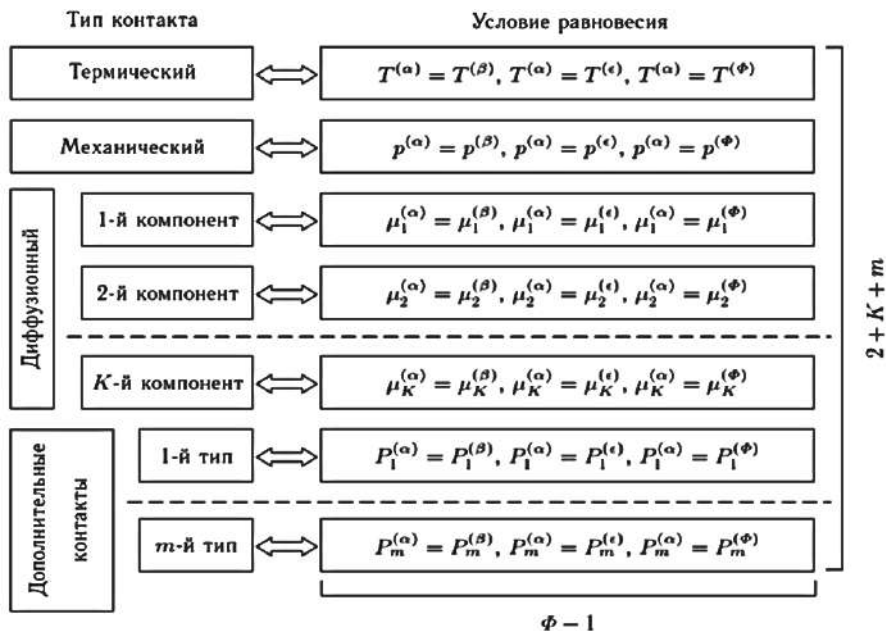 Тип контакта Условие равновесия
Термический T^(α) = T^(β), T^(α) = T^(ϵ), T^(α) = T^(Φ)
Механический p^(α) = p^(β), p^(α) = p^(ϵ), p^(α) = p^(Φ)
Диффузионный
1-й компонент μ_1^(α) = μ_1^(β), μ_1^(α) = μ_1^(ϵ), μ_1^(α) = μ_1^(Φ)
2-й компонент μ_2^(α) = μ_2^(β), μ_2^(α) = μ_2^(ϵ), μ_2^(α) = μ_2^(Φ)
K-й компонент μ_K^(α) = μ_K^(β), μ_K^(α) = μ_K^(ϵ), μ_K^(α) = μ_K^(Φ)
Дополнительные
контакты
1-й тип P_1^(α) = P_1^(β), P_1^(α) = P_1^(ϵ), P_1^(α) = P_1^(Φ)
m-й тип P_m^(α) = P_m^(β), P_m^(α) = P_m^(ϵ), P_m^(α) = P_m^(Φ)
2 + K + m
Φ − 1